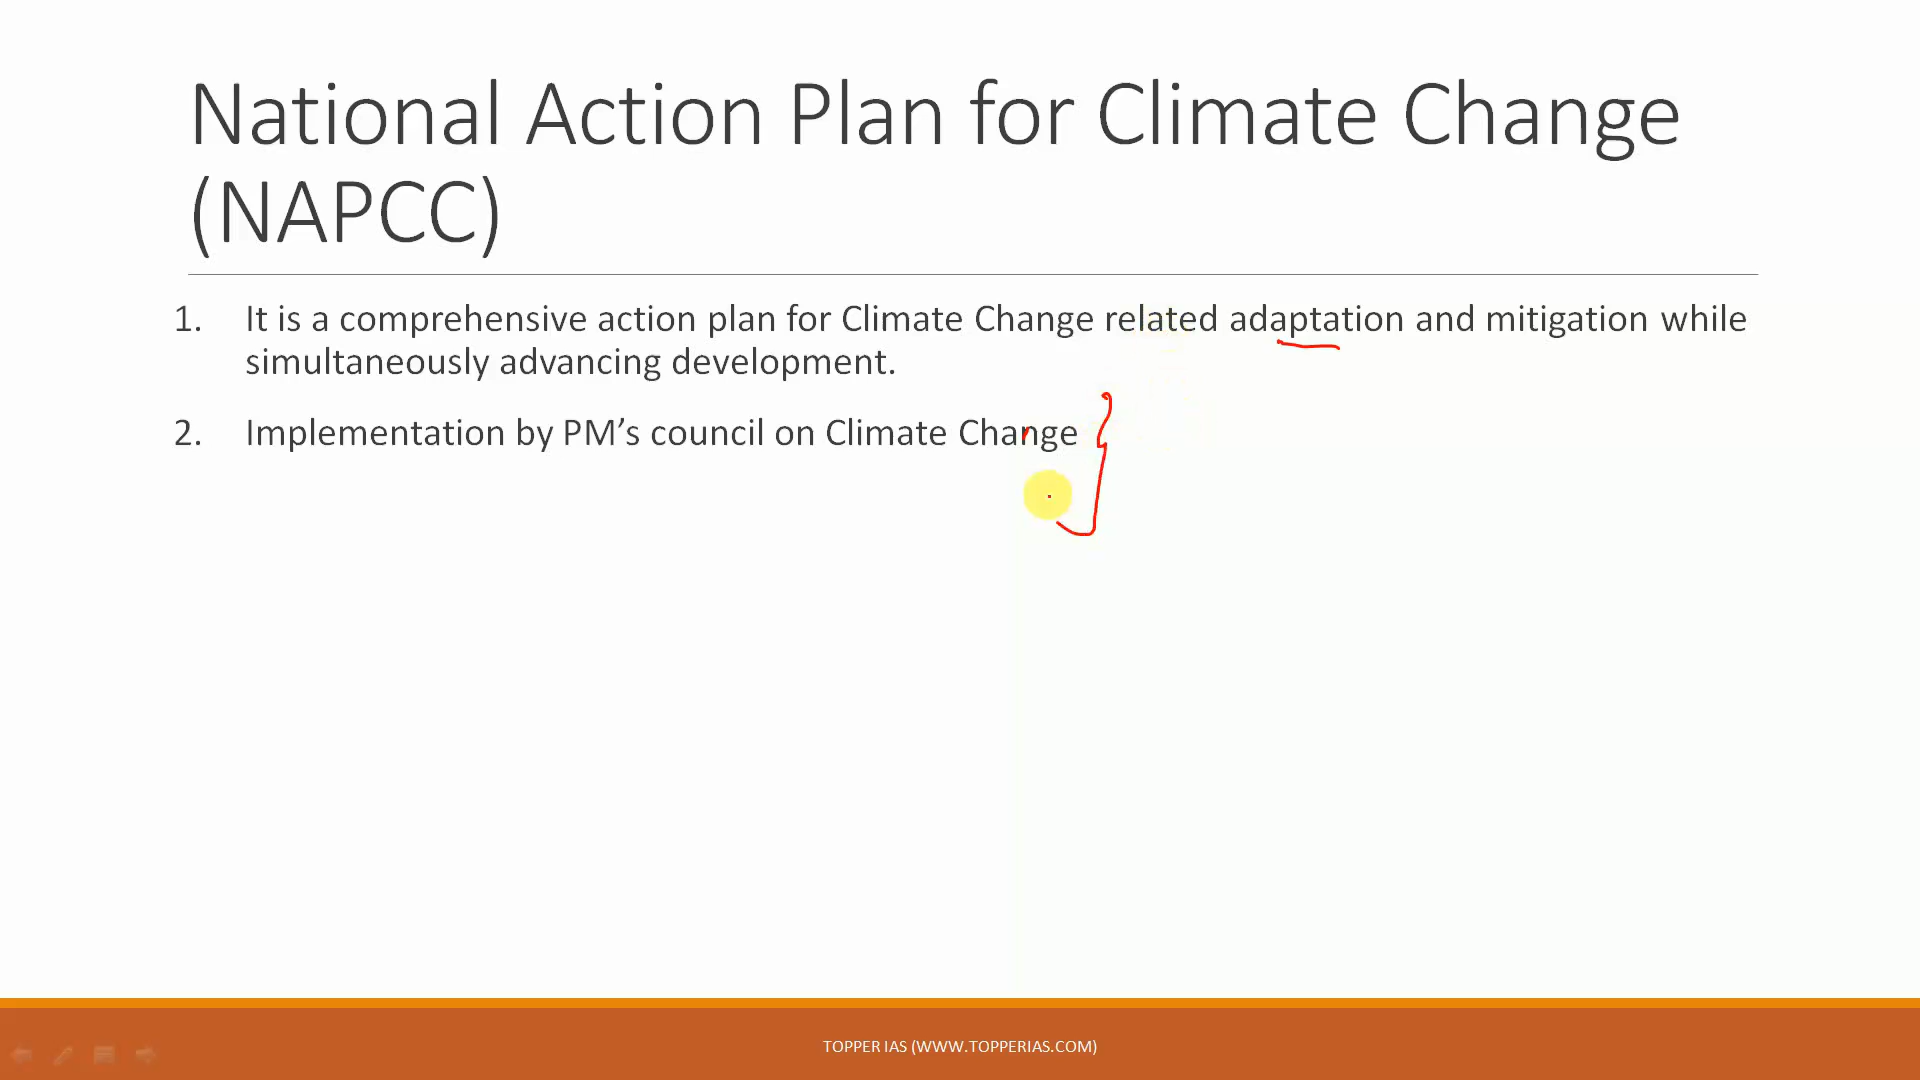 National Action Plan for Climate Change
(NAPCC)
1. It is a comprehensive action plan for Climate Change related adaptation and mitigation while
simultaneously advancing development.
2. Implementation by PM’s council on Climate Change
TOPPER IAS (WWW.TOPPERIAS.COM)